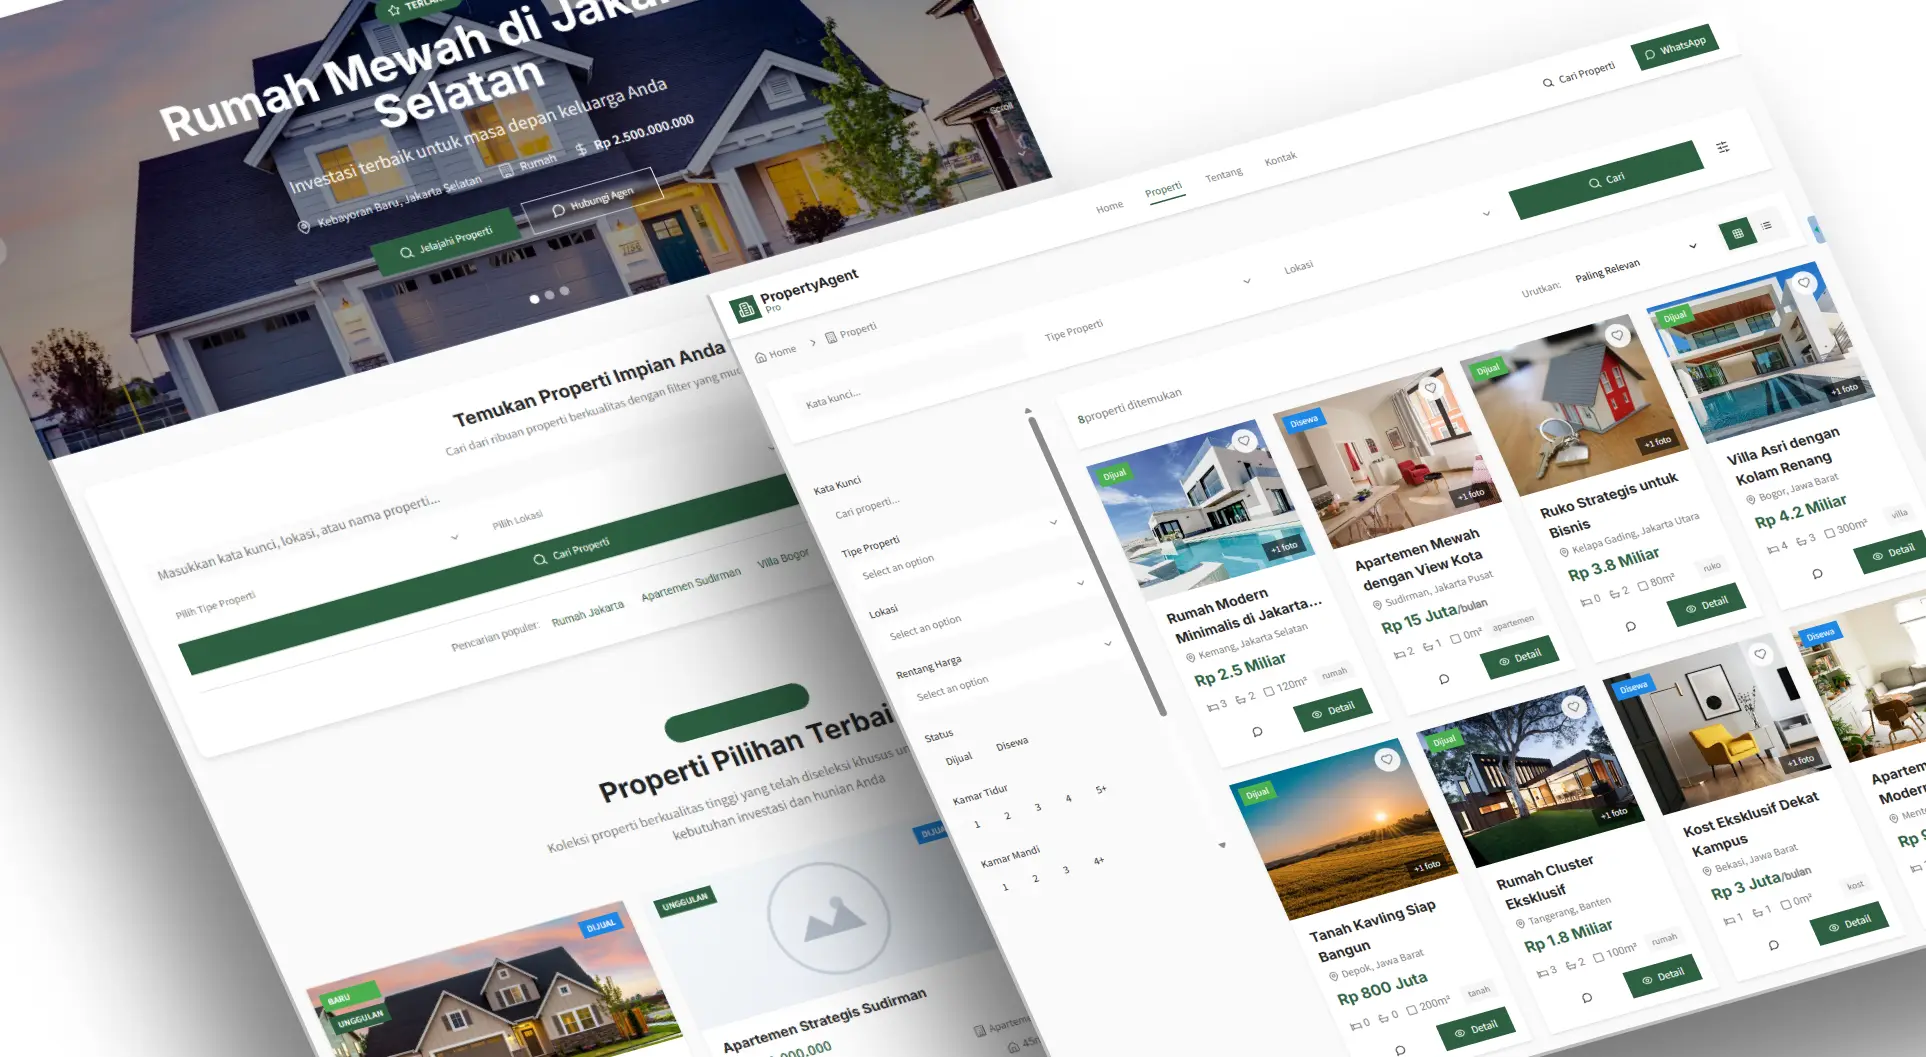 TERLARIS
Rumah Mewah di Jakarta
Selatan
Investasi terbaik untuk masa depan keluarga Anda
Kebayoran Baru, Jakarta Selatan
Rumah
Rp 2.500.000.000
Jelajahi Properti
Hubungi Agen
Scroll
Temukan Properti Impian Anda
Cari dari ribuan properti berkualitas dengan filter yang
Masukkan kata kunci, lokasi, atau nama properti...
Pilih Tipe Properti
Pilih Lokasi
Cari Properti
Pencarian populer:
Rumah Jakarta
Apartemen Sudirman
Villa Bogor
Properti Pilihan Terbai
Koleksi properti berkualitas tinggi yang telah diseleksi khusus
kebutuhan investasi dan hunian Anda
BARU
UNGGULAN
DIJUAL
UNGGULAN
DIJUA
Apartemen Strategis Sudirman
000.000
Aparteme
45m
PropertyAgent
Pro
Home
Properti
Tentang
Kontak
Cari Properti
WhatsApp
Home
Properti
Kata kunci...
Tipe Properti
Lokasi
Cari
Kata Kunci
Cari properti...
Tipe Properti
Select an option
Lokasi
Select an option
Rentang Harga
Select an option
Status
Dijual
Disewa
Kamar Tidur
1 2 3 4 5+
Kamar Mandi
1 2 3 4+
8properti ditemukan
Urutkan:
Paling Relevan
Dijual
+1 foto
Rumah Modern
Minimalis di Jakarta...
Kemang, Jakarta Selatan
Rp 2.5 Miliar
3 2 120m² rumah
Detail
Disewa
+1 foto
Apartemen Mewah
dengan View Kota
Sudirman, Jakarta Pusat
Rp 15 Juta/bulan
2 1 0m² apartemen
Detail
Dijual
+1 foto
Ruko Strategis untuk
Bisnis
Kelapa Gading, Jakarta Utara
Rp 3.8 Miliar
0 2 80m² ruko
Detail
Dijual
+1 foto
Villa Asri dengan
Kolam Renang
Bogor, Jawa Barat
Rp 4.2 Miliar
4 3 300m² villa
Detail
Dijual
+1 foto
Tanah Kavling Siap
Bangun
Depok, Jawa Barat
Rp 800 Juta
0 0 200m² tanah
Detail
Dijual
+1 foto
Rumah Cluster
Eksklusif
Tangerang, Banten
Rp 1.8 Miliar
3 2 100m² rumah
Detail
Disewa
+1 foto
Kost Eksklusif Dekat
Kampus
Bekasi, Jawa Barat
Rp 3 Juta/bulan
1 1 0m² kost
Detail
Disewa
Apartem
Modern
Mente
Rp 9